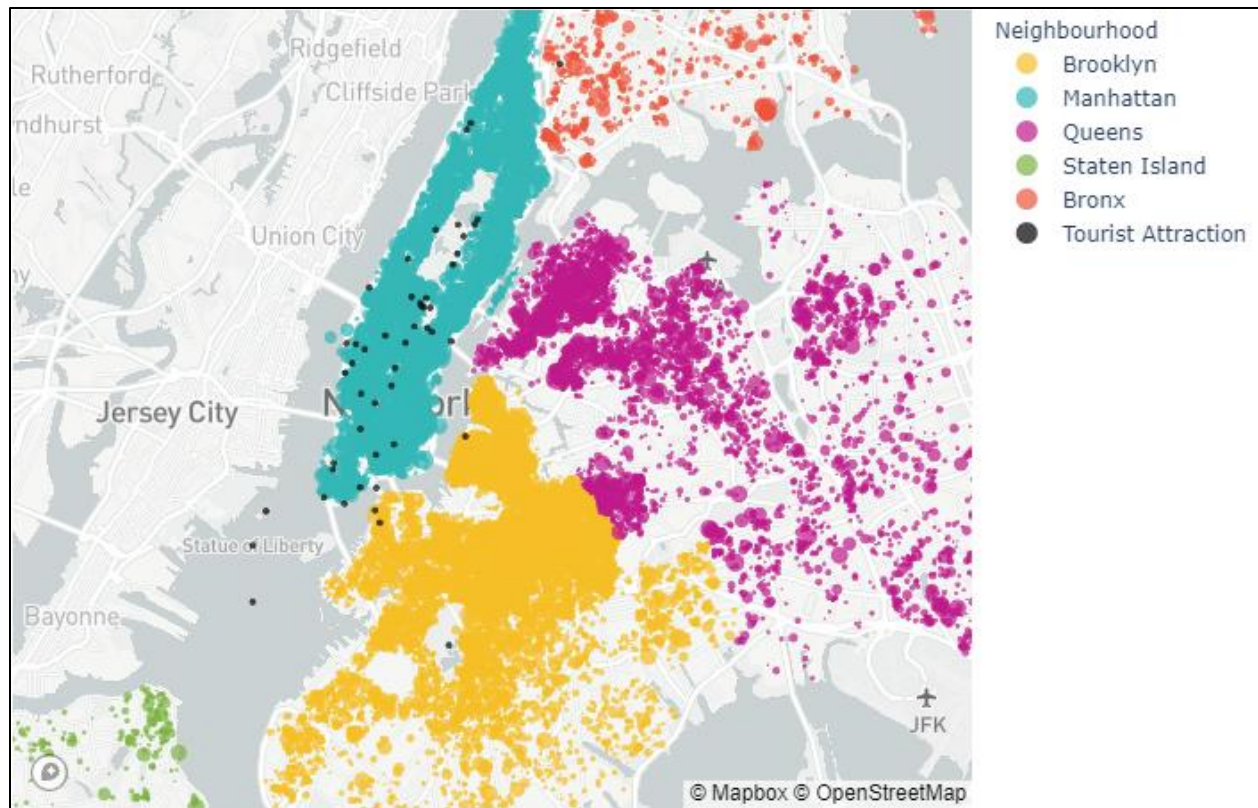 Ridgefield
Rutherford
Cliffside Park
ndhurst
Union City
Jersey City
Statue of Liberty
Bayonne
JFK
© Mapbox © OpenStreetMap
Neighbourhood
Brooklyn
Manhattan
Queens
Staten Island
Bronx
Tourist Attraction